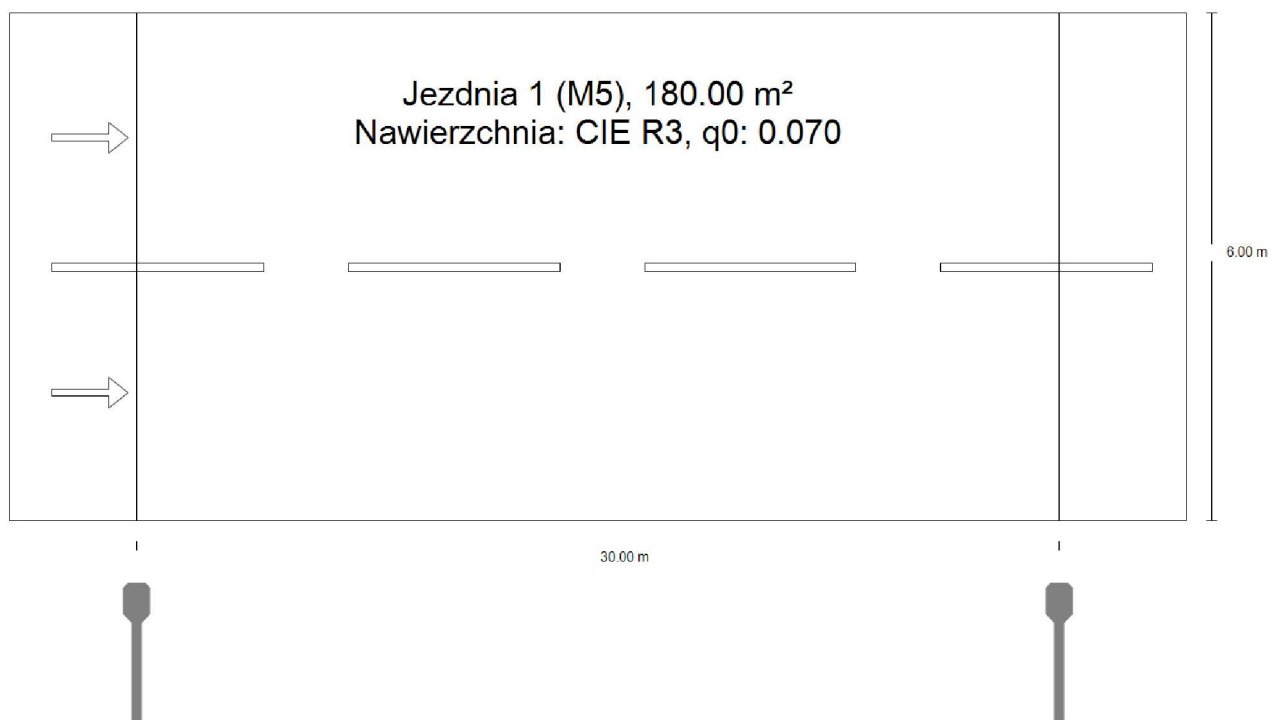 Jezdnia 1 (M5), 180.00 m²
Nawierzchnia: CIE R3, q0: 0.070
6.00 m
30.00 m